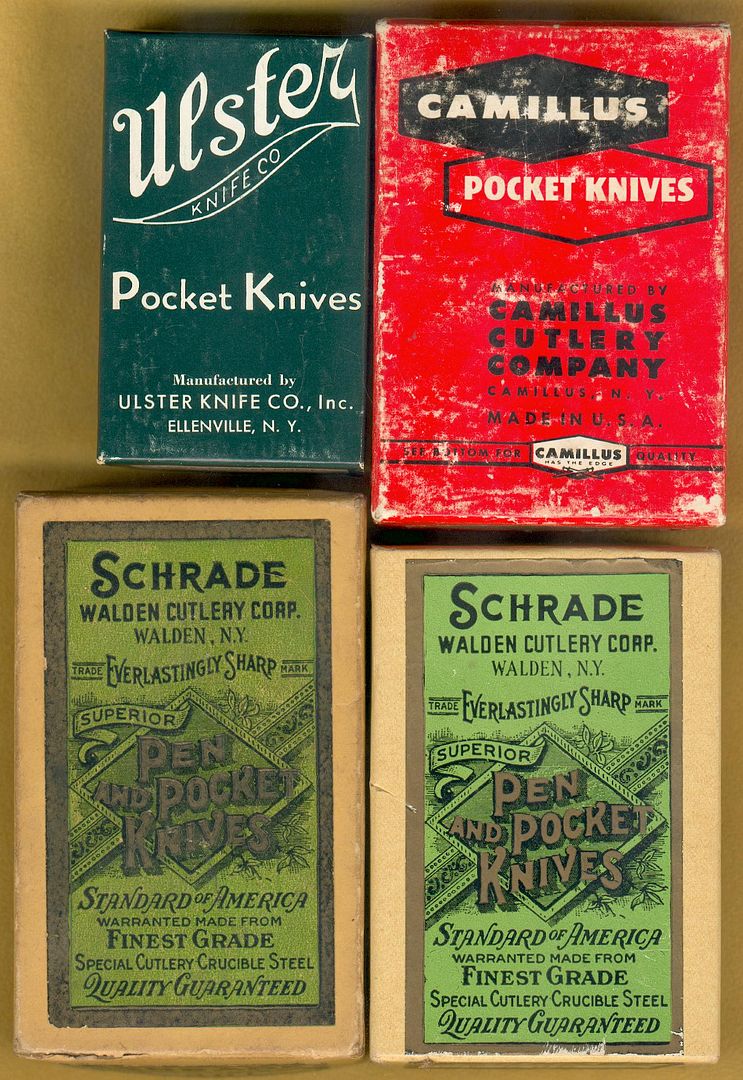 Ulster
KNIFE CO
Pocket Knives
Manufactured by
ULSTER KNIFE CO., Inc.
ELLENVILLE, N. Y.
CAMILLUS
POCKET KNIVES
MANUFACTURED BY
CAMILLUS
CUTLERY
COMPANY
CAMILLUS, N. Y.
MADE IN U. S. A.
SEE BOTTOM FOR CAMILLUS QUALITY
HAS THE EDGE
SCHRADE
WALDEN CUTLERY CORP.
WALDEN, N.Y.
TRADE EVERLASTINGLY SHARP MARK
SUPERIOR
PEN
AND POCKET
KNIVES
STANDARD OF AMERICA
WARRANTED MADE FROM
FINEST GRADE
SPECIAL CUTLERY CRUCIBLE STEEL
QUALITY GUARANTEED
SCHRADE
WALDEN CUTLERY CORP.
WALDEN, N.Y.
TRADE EVERLASTINGLY SHARP MARK
SUPERIOR
PEN
AND POCKET
KNIVES
STANDARD OF AMERICA
WARRANTED MADE FROM
FINEST GRADE
SPECIAL CUTLERY CRUCIBLE STEEL
QUALITY GUARANTEED